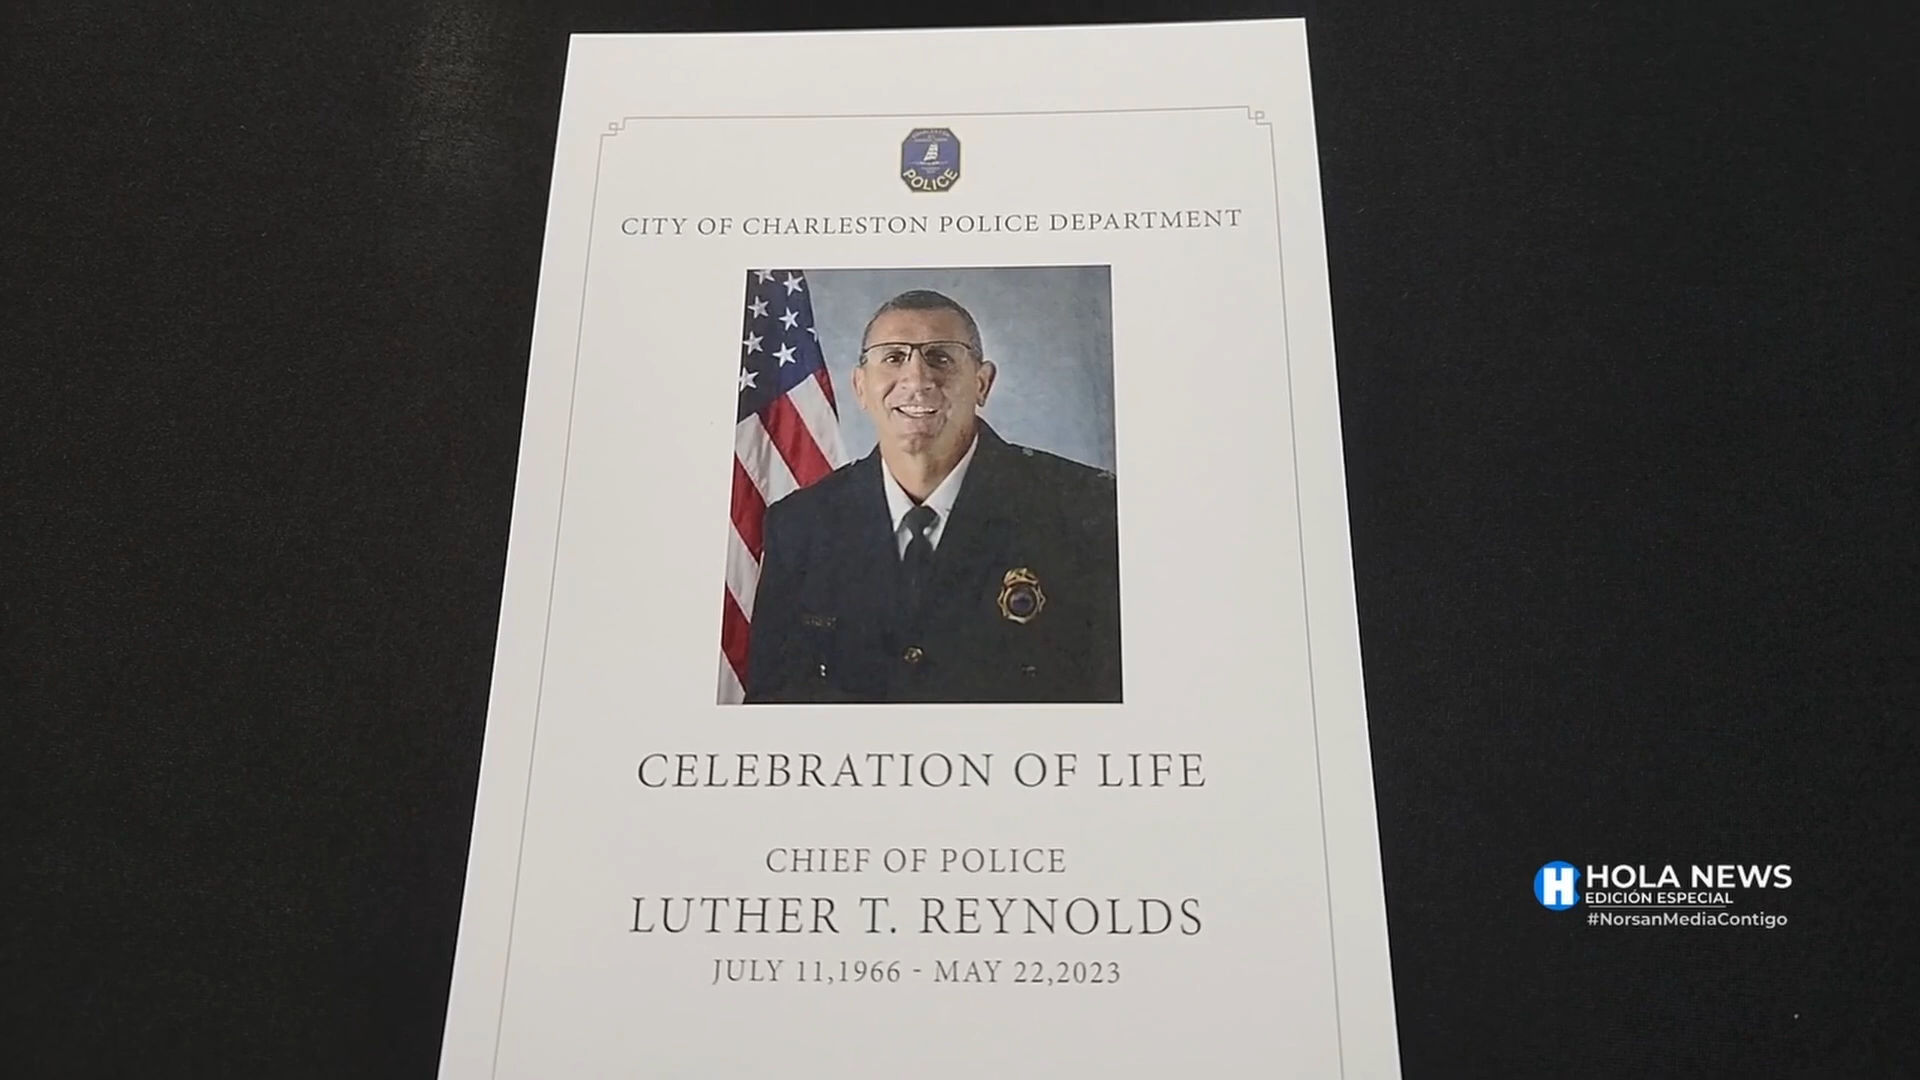 POLICE
CITY OF CHARLESTON POLICE DEPARTMENT
CELEBRATION OF LIFE
CHIEF OF POLICE
LUTHER T. REYNOLDS
JULY 11,1966 - MAY 22,2023
H HOLA NEWS
EDICIÓN ESPECIAL
#NorsanMediaContigo